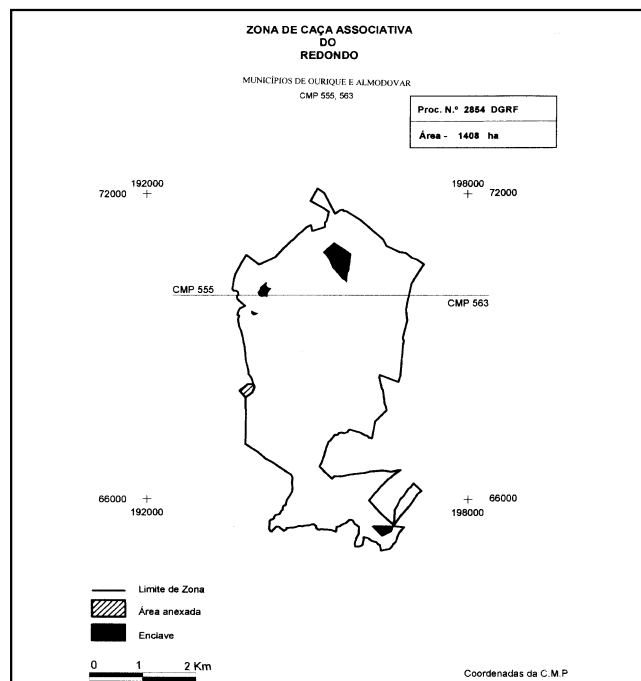 ZONA DE CAÇA ASSOCIATIVA
DO
REDONDO
MUNICÍPIOS DE OURIQUE E ALMODOVAR
CMP 555, 563
Proc. N.º 2854 DGRF
Área - 1408 ha
192000
72000
198000
72000
CMP 555
CMP 563
66000
192000
66000
198000
Limite de Zona
Área anexada
Enclave
0 1 2 Km
Coordenadas da C.M.P